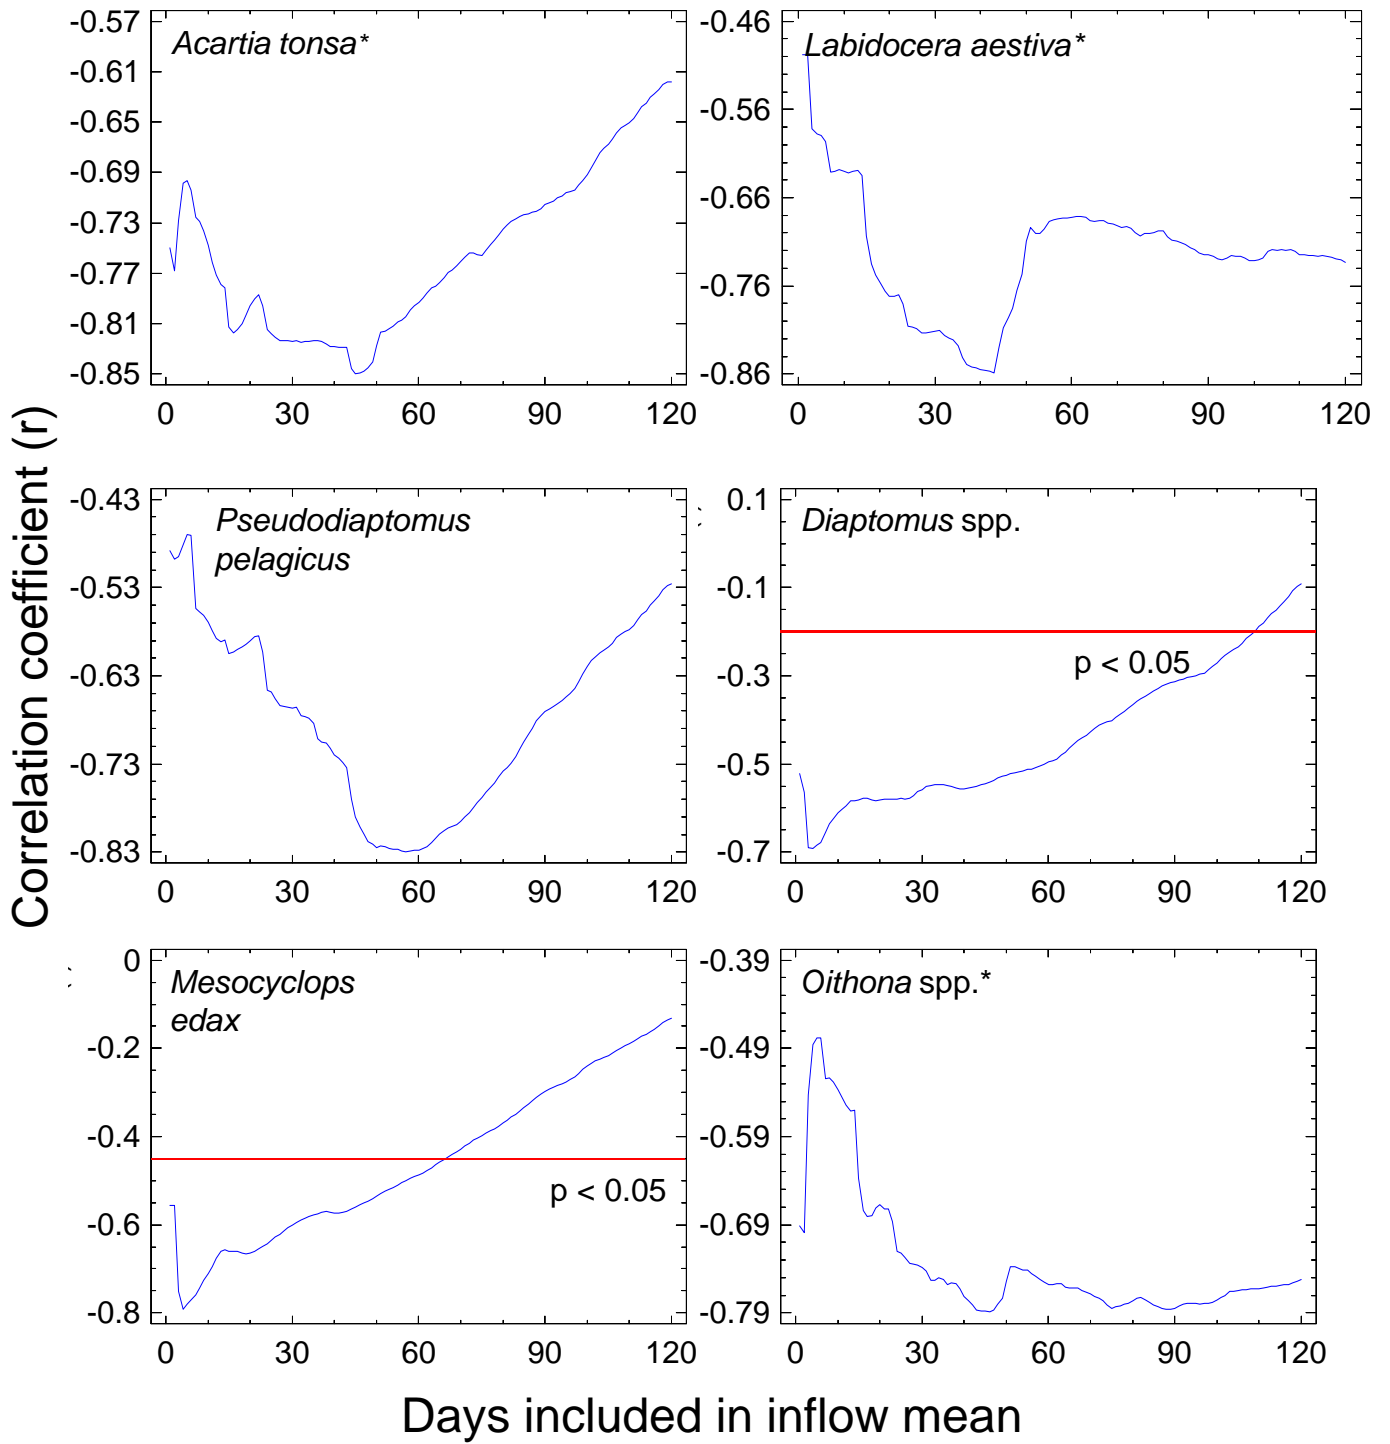 Correlation coefficient (r)
Acartia tonsa*
-0.57
-0.61
-0.65
-0.69
-0.73
-0.77
-0.81
-0.85
0 30 60 90 120
Labidocera aestiva*
-0.46
-0.56
-0.66
-0.76
-0.86
0 30 60 90 120
Pseudodiaptomus
pelagicus
-0.43
-0.53
-0.63
-0.73
-0.83
0 30 60 90 120
Diaptomus spp.
0.1
-0.1
-0.3
-0.5
-0.7
p < 0.05
0 30 60 90 120
Mesocyclops
edax
0
-0.2
-0.4
-0.6
-0.8
p < 0.05
0 30 60 90 120
Oithona spp.*
-0.39
-0.49
-0.59
-0.69
-0.79
0 30 60 90 120
Days included in inflow mean